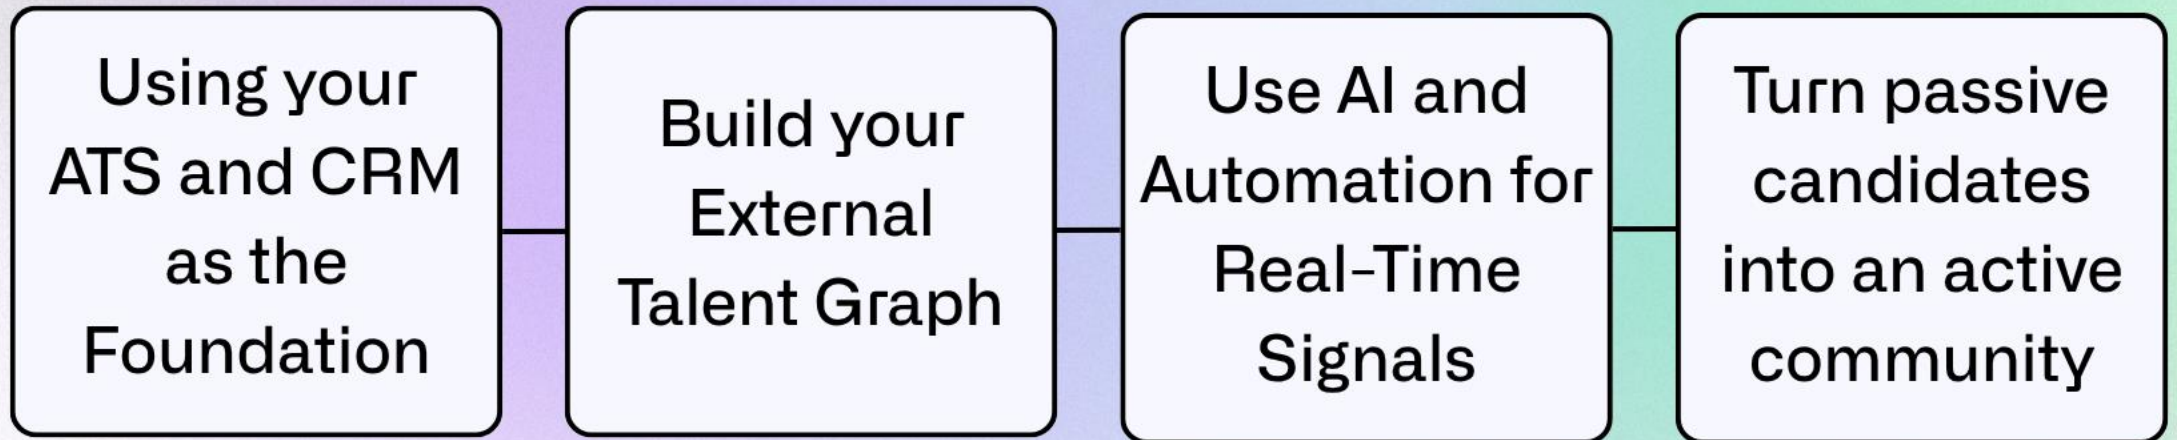 Using your
ATS and CRM
as the
Foundation
Build your
External
Talent Graph
Use AI and
Automation for
Real-Time
Signals
Turn passive
candidates
into an active
community